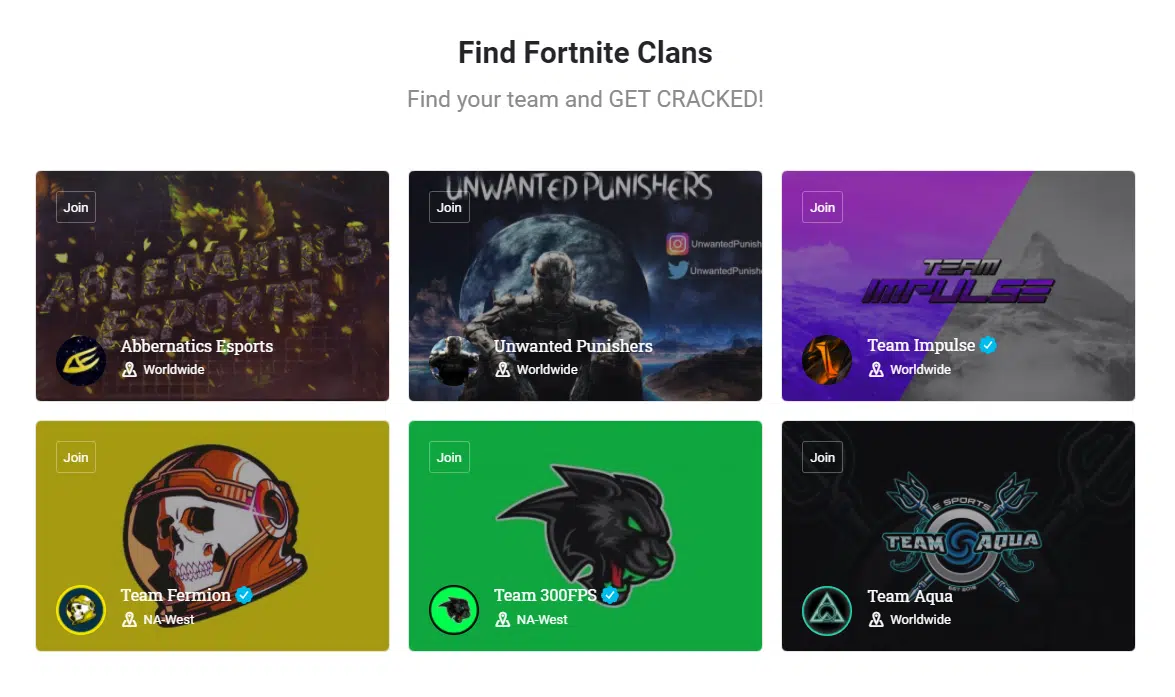 Find Fortnite Clans
Find your team and GET CRACKED!
Join
ABBERANTICS
ESPORTS
Abbernatics Esports
Worldwide
UNWANTED PUNISHERS
Join
UnwantedPunish
UnwantedPunish
Unwanted Punishers
Worldwide
Join
TEAM
IMPULSE
Team Impulse
Worldwide
Join
Team Fermion
NA-West
Join
Team 300FPS
NA-West
Join
E SPORTS
TEAM AQUA
Team Aqua
Worldwide